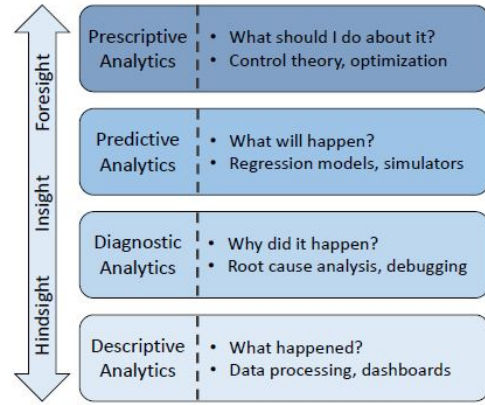 Foresight
Insight
Hindsight
Prescriptive
Analytics
• What should I do about it?
• Control theory, optimization
Predictive
Analytics
• What will happen?
• Regression models, simulators
Diagnostic
Analytics
• Why did it happen?
• Root cause analysis, debugging
Descriptive
Analytics
• What happened?
• Data processing, dashboards